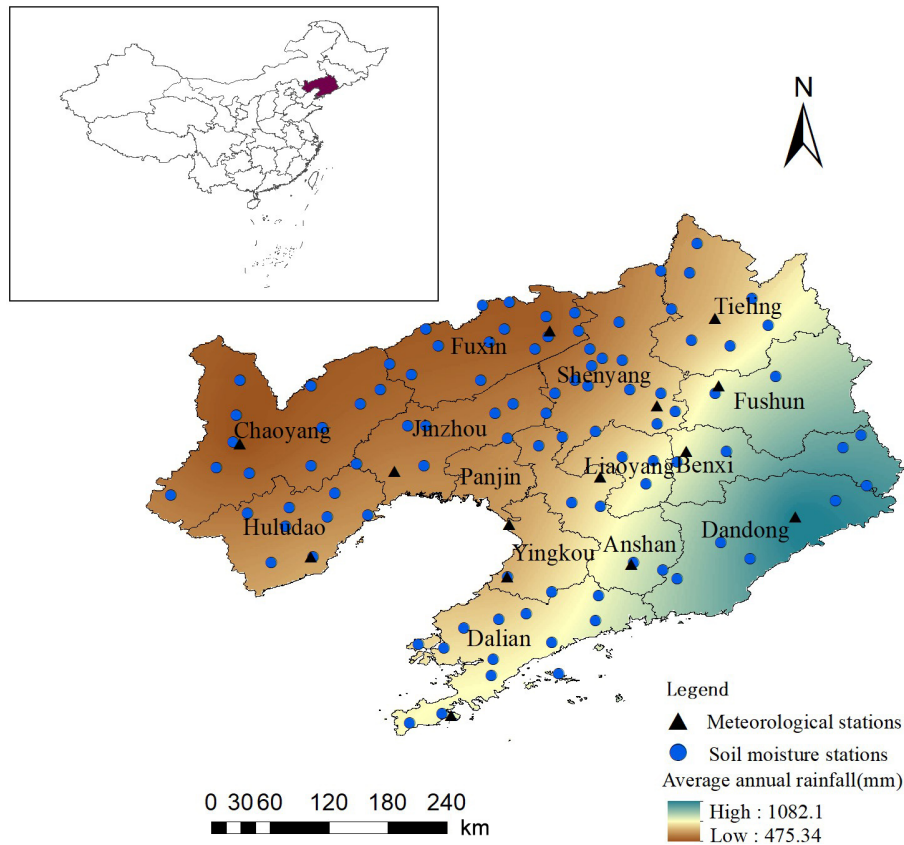 N
Tieling
Fuxin
Shenyang
Fushun
Chaoyang
Jinzhou
Panjin
Liaoyang
Benxi
Huludao
Dandong
Yingkou
Anshan
Dalian
Legend
Meteorological stations
Soil moisture stations
Average annual rainfall(mm)
High : 1082.1
Low : 475.34
0 30 60 120 180 240
km